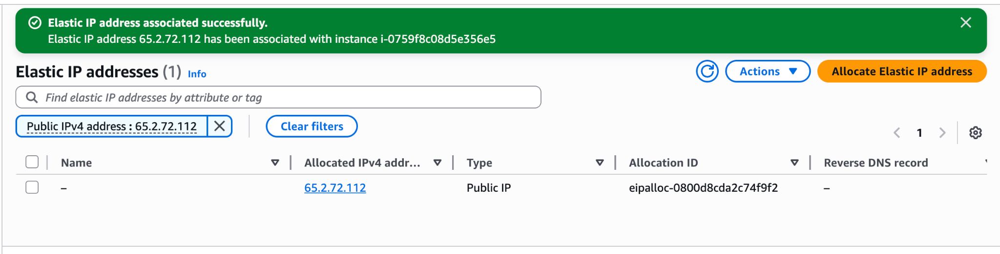 Elastic IP address associated successfully.
Elastic IP address 65.2.72.112 has been associated with instance i-0759f8c08d5e356e5
Elastic IP addresses (1) Info
Actions
Allocate Elastic IP address
Find elastic IP addresses by attribute or tag
Public IPv4 address : 65.2.72.112
Clear filters
1
Name Allocated IPv4 addr... Type Allocation ID Reverse DNS record
– 65.2.72.112 Public IP eipalloc-0800d8cda2c74f9f2 –